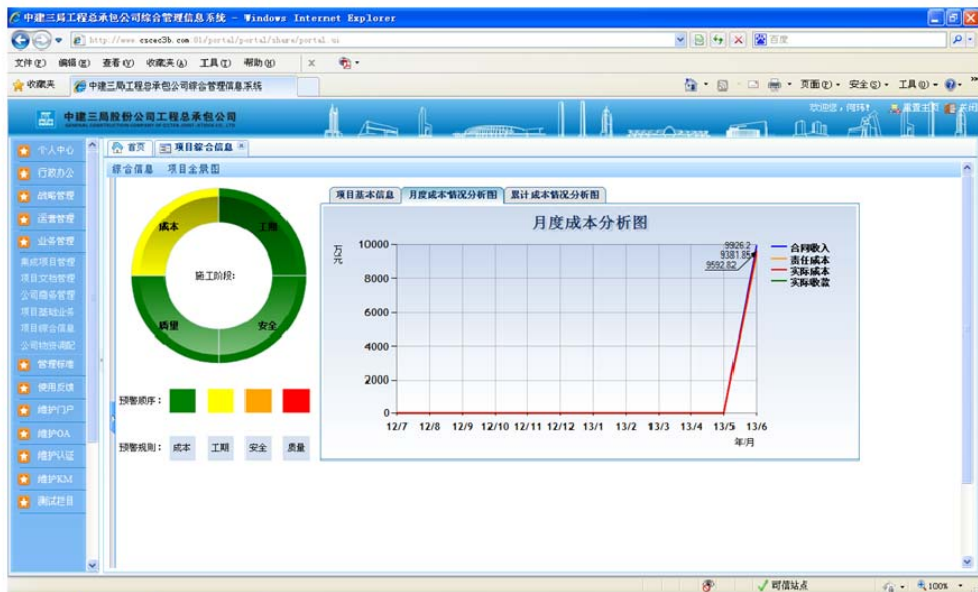 中建三局工程总承包公司综合管理信息系统 - Windows Internet Explorer
文件(F) 编辑(E) 查看(V) 收藏夹(A) 工具(T) 帮助(H)
百度
收藏夹 中建三局工程总承包公司综合管理信息系统
页面(P) 安全(S) 工具(O)
中建三局股份公司工程总承包公司
欢迎您,
重置主页
关闭
首页 项目综合信息
综合信息 项目全景图
个人中心
行政办公
战略管理
运营管理
业务管理
集成项目管理
项目文档管理
公司商务管理
项目基础业务
项目综合信息
公司物资调配
管理标准
使用反馈
维护门户
维护OA
维护认证
维护KM
测试栏目
成本
工期
施工阶段:
质量
安全
预警顺序:
预警规则: 成本 工期 安全 质量
项目基本信息 月度成本情况分析图 累计成本情况分析图
月度成本分析图
万元
10000
8000
6000
4000
2000
0
9926.2
9381.85
9592.82
合同收入
责任成本
实际成本
实际收款
12/7 12/8 12/9 12/10 12/11 12/12 13/1 13/2 13/3 13/4 13/5 13/6
年/月
可信站点
100%